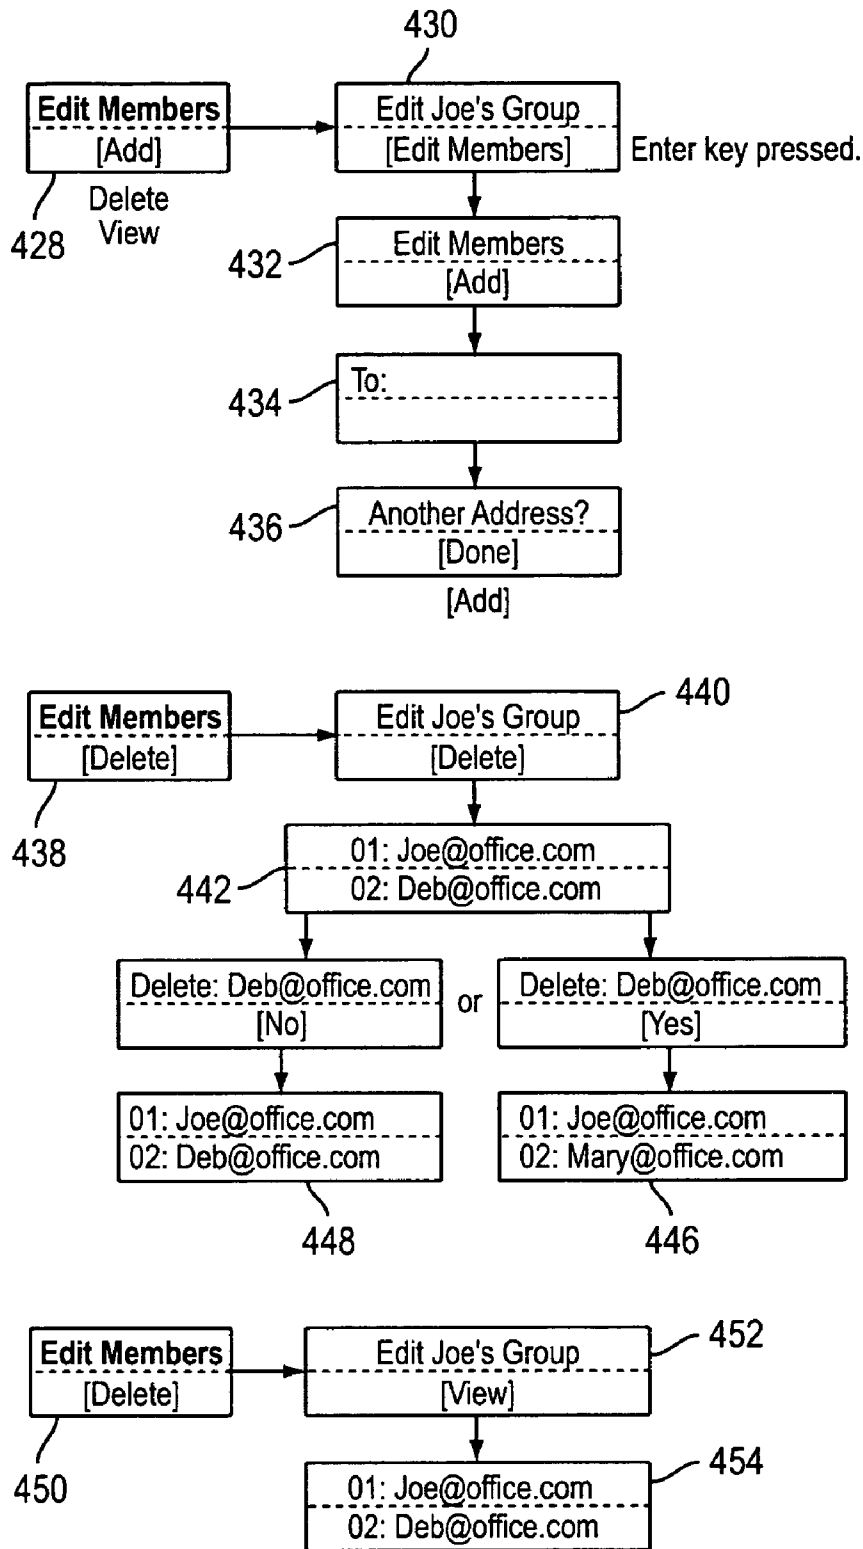 430
Edit Members
[Add]
Delete
View
428
Edit Joe's Group
[Edit Members]
Enter key pressed.
432
Edit Members
[Add]
434
To:
436
Another Address?
[Done]
[Add]
Edit Members
[Delete]
438
Edit Joe's Group
[Delete]
440
442
01: Joe@office.com
02: Deb@office.com
Delete: Deb@office.com
[No]
or
Delete: Deb@office.com
[Yes]
01: Joe@office.com
02: Deb@office.com
448
01: Joe@office.com
02: Mary@office.com
446
Edit Members
[Delete]
450
Edit Joe's Group
[View]
452
01: Joe@office.com
02: Deb@office.com
454